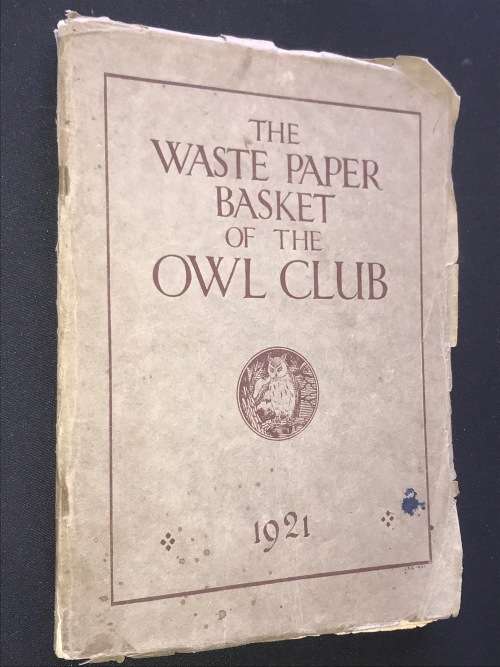 THE
WASTE PAPER
BASKET
OF THE
OWL CLUB
1921